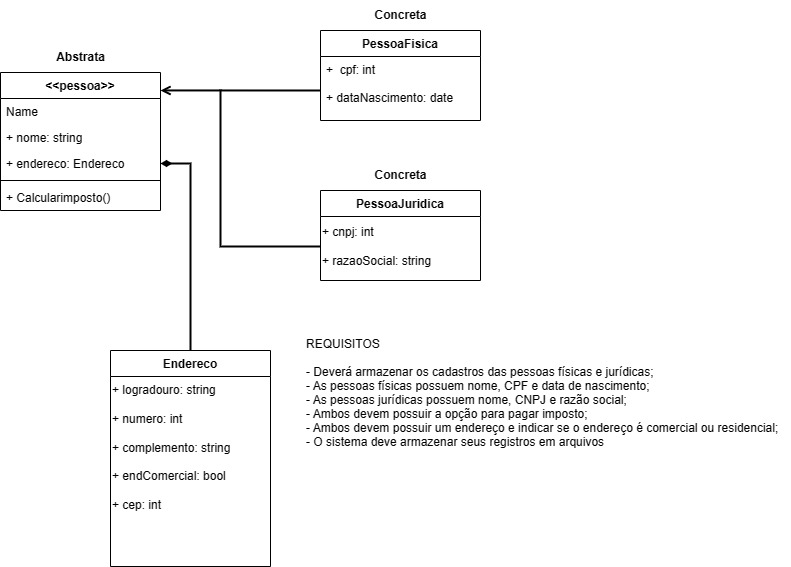 Concreta
PessoaFisica
+ cpf: int
+ dataNascimento: date
Abstrata
<<pessoa>>
Name
+ nome: string
+ endereco: Endereco
+ Calcularimposto()
Concreta
PessoaJuridica
+ cnpj: int
+ razaoSocial: string
Endereco
+ logradouro: string
+ numero: int
+ complemento: string
+ endComercial: bool
+ cep: int
REQUISITOS
- Deverá armazenar os cadastros das pessoas físicas e jurídicas;
- As pessoas físicas possuem nome, CPF e data de nascimento;
- As pessoas jurídicas possuem nome, CNPJ e razão social;
- Ambos devem possuir a opção para pagar imposto;
- Ambos devem possuir um endereço e indicar se o endereço é comercial ou residencial;
- O sistema deve armazenar seus registros em arquivos